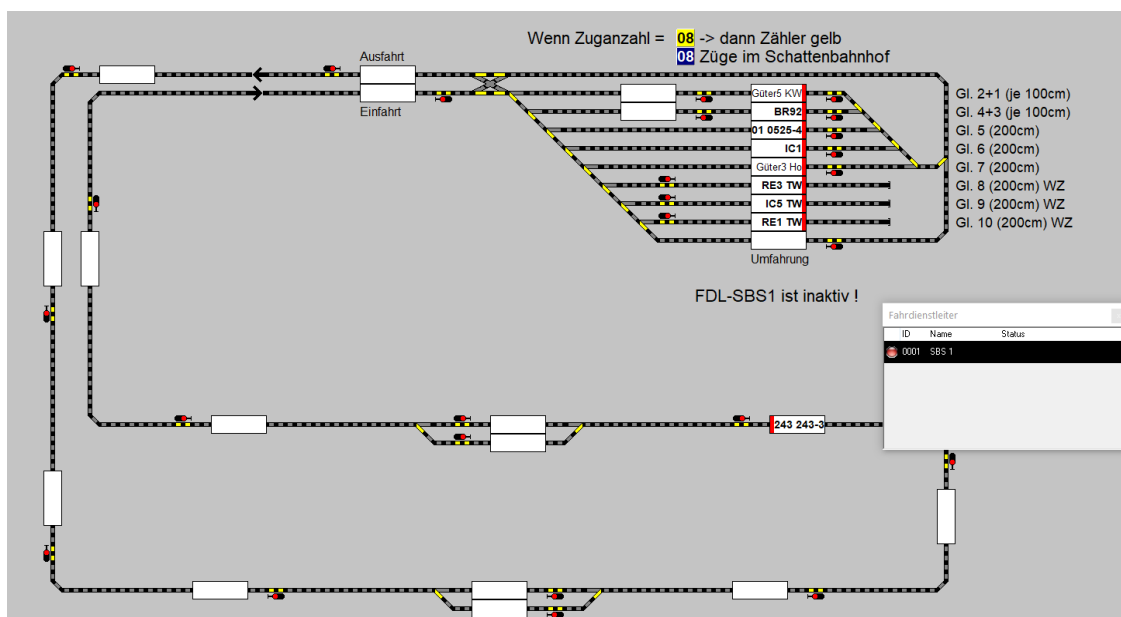 Wenn Zuganzahl = 08 -> dann Zähler gelb
08 Züge im Schattenbahnhof
Ausfahrt
Einfahrt
Güter5 KW
BR92
01 0525-4
IC1
Güter3 Ho
RE3 TW
IC5 TW
RE1 TW
Umfahrung
Gl. 2+1 (je 100cm)
Gl. 4+3 (je 100cm)
Gl. 5 (200cm)
Gl. 6 (200cm)
Gl. 7 (200cm)
Gl. 8 (200cm) WZ
Gl. 9 (200cm) WZ
Gl. 10 (200cm) WZ
FDL-SBS1 ist inaktiv !
Fahrdienstleiter
ID Name Status
0001 SBS 1
243 243-3